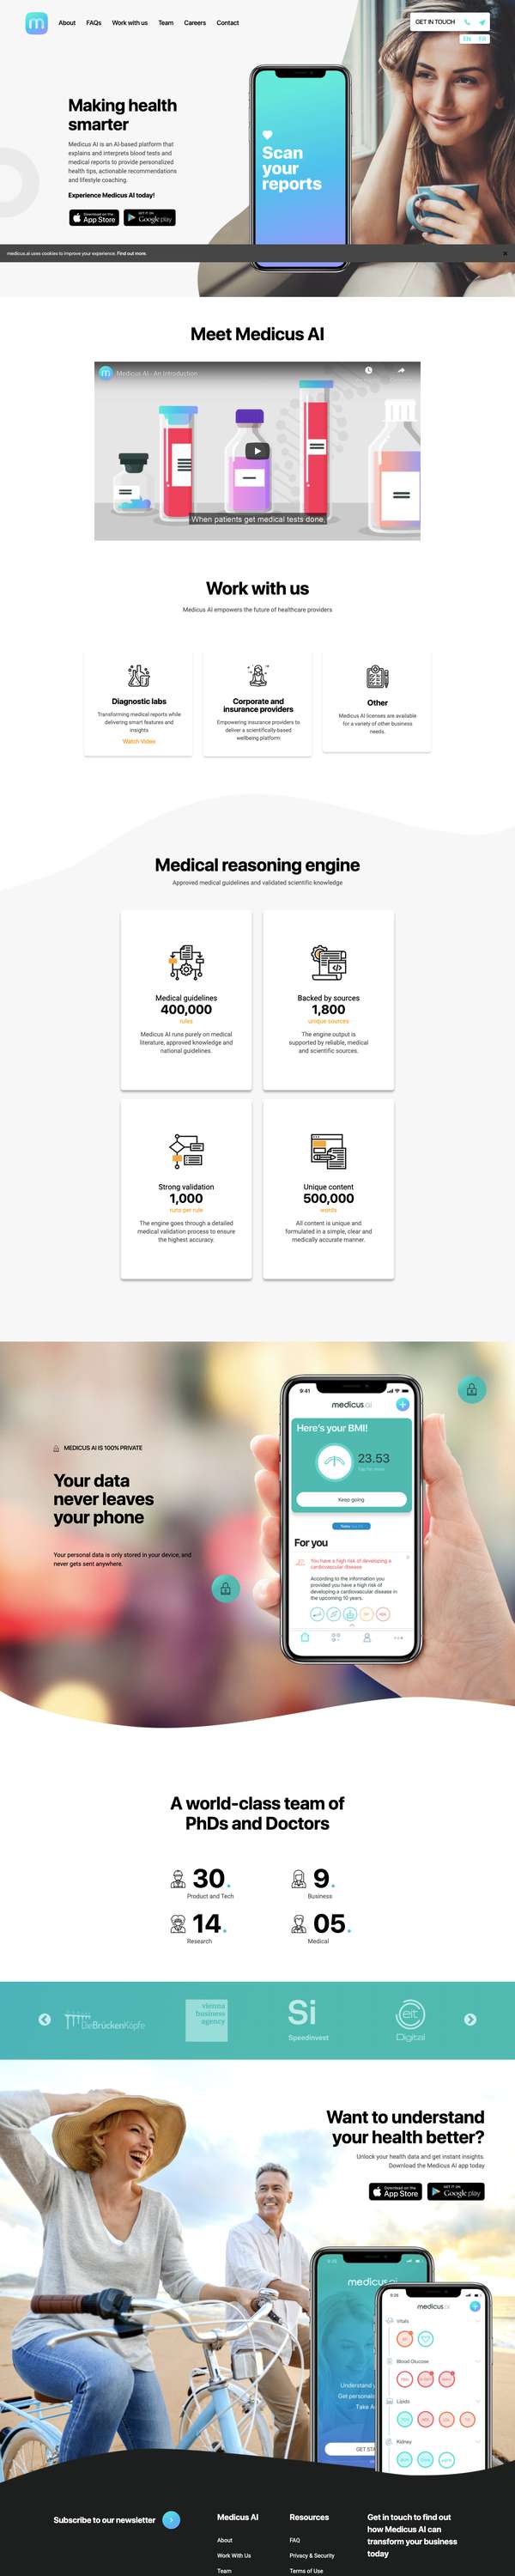 m
About FAQs Work with us Team Careers Contact
GET IN TOUCH
EN FR
Making health
smarter
Medicus AI is an AI-based platform that
explains and interprets blood tests and
medical reports to provide personalized
health tips, actionable recommendations
and lifestyle coaching.
Experience Medicus AI today!
Download on the App Store
GET IT ON Google play
Scan
your
reports
medicus.ai uses cookies to improve your experience. Find out more.
Meet Medicus AI
Medicus AI - An Introduction
When patients get medical tests done,
Work with us
Medicus AI empowers the future of healthcare providers
Diagnostic labs
Transforming medical reports while
delivering smart features and
insights
Watch Video
Corporate and
insurance providers
Empowering insurance providers to
deliver a scientifically-based
wellbeing platform
Other
Medicus AI licenses are available
for a variety of other business
needs.
Medical reasoning engine
Approved medical guidelines and validated scientific knowledge
Medical guidelines
400,000
rules
Medicus AI runs purely on medical
literature, approved knowledge and
national guidelines.
Backed by sources
1,800
unique sources
The engine output is
supported by reliable, medical
and scientific sources.
Strong validation
1,000
runs per rule
The engine goes through a detailed
medical validation process to ensure
the highest accuracy.
Unique content
500,000
words
All content is unique and
formulated in a simple, clear and
medically accurate manner.
MEDICUS AI IS 100% PRIVATE
Your data
never leaves
your phone
Your personal data is only stored in your device, and
never gets sent anywhere.
9:41
medicus.ai
Here's your BMI!
23.53
Keep going
For you
You have a high risk of developing a
cardiovascular disease
According to the information you
provided you have a high risk of
developing a cardiovascular disease in
the upcoming 10 years.
A world-class team of
PhDs and Doctors
30.
Product and Tech
9.
Business
14.
Research
05.
Medical
DieBrückenKöpfe
vienna
business
agency
Si
Speedinvest
eit
Digital
Want to understand
your health better?
Unlock your health data and get instant insights.
Download the Medicus AI app today
Download on the App Store
GET IT ON Google play
medicus.ai
Understand
Get personal
Take A
GET STA
medicus.ai
Vitals
Blood Glucose
Lipids
Kidney
Subscribe to our newsletter
Medicus AI
About
Work With Us
Team
Resources
FAQ
Privacy & Security
Terms of Use
Get in touch to find out
how Medicus AI can
transform your business
today